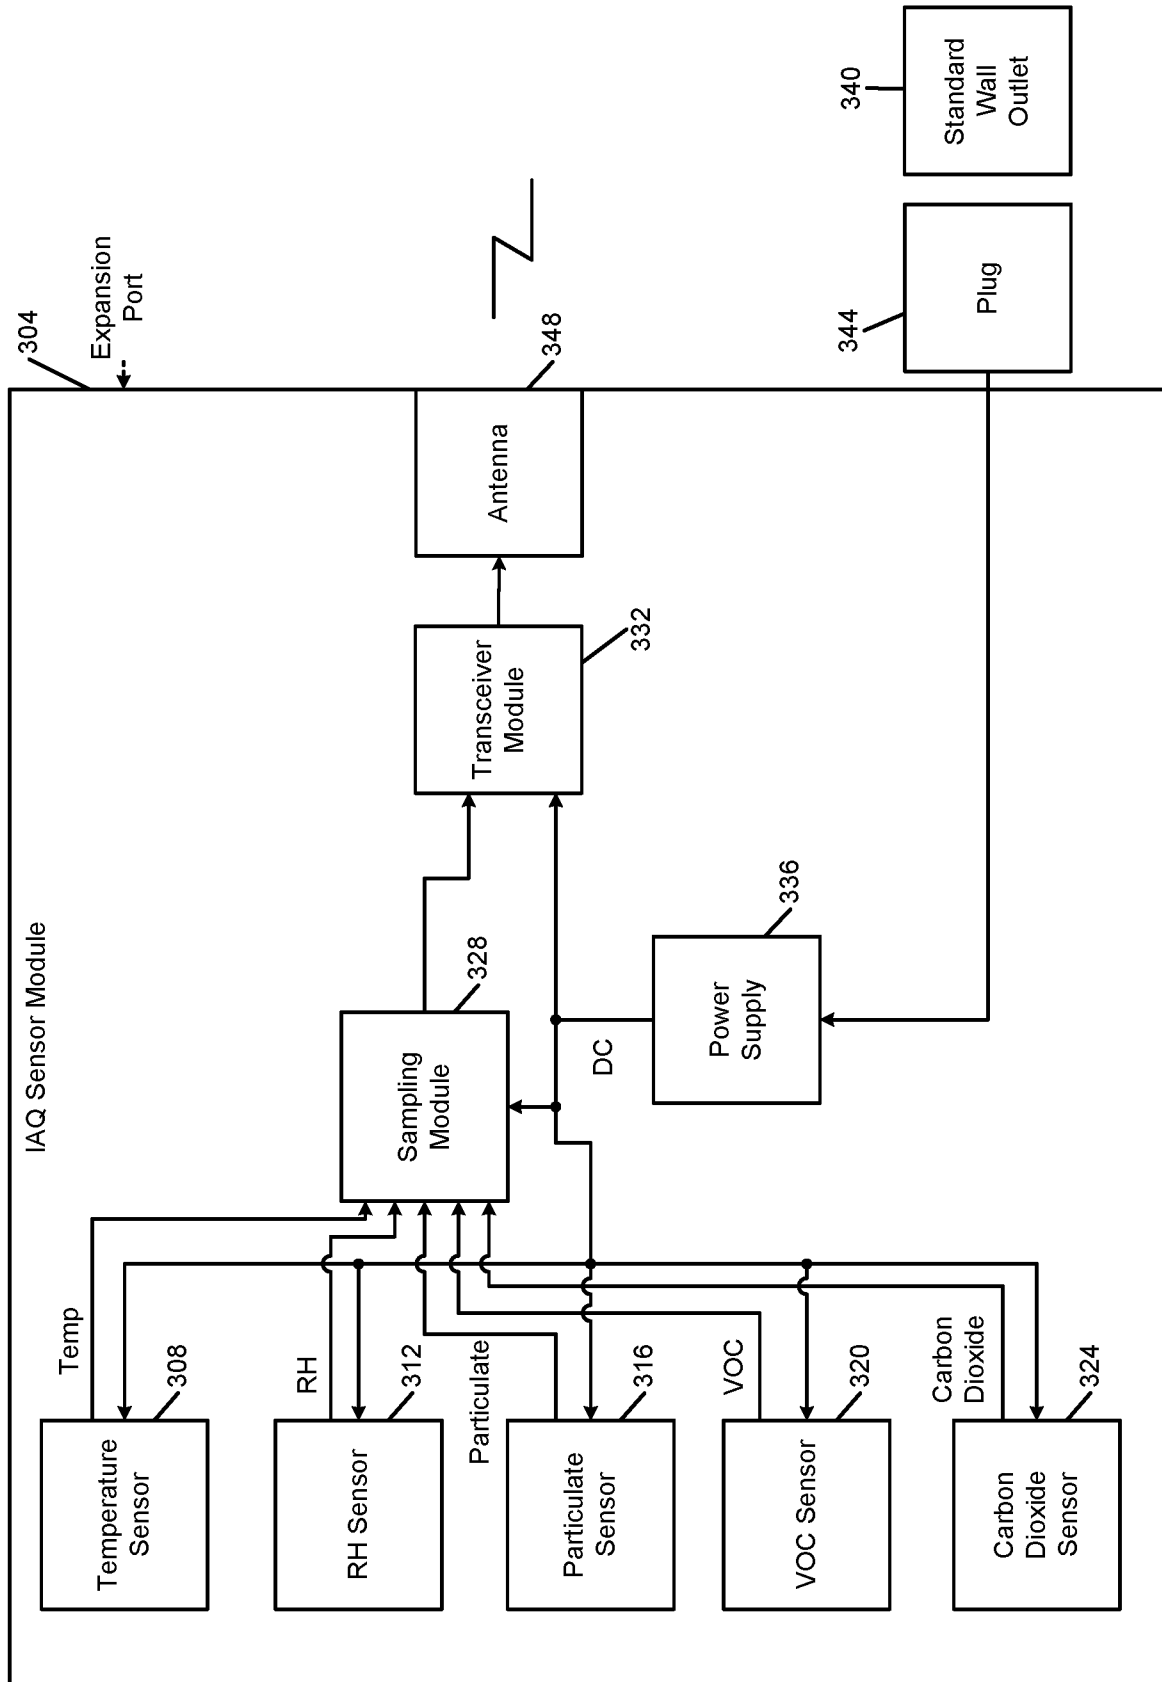 IAQ Sensor Module
304
Expansion
Port
Temperature
Sensor
308
Temp
RH Sensor
312
RH
Particulate
Sensor
316
Particulate
VOC Sensor
320
VOC
Carbon
Dioxide
Sensor
324
Carbon
Dioxide
Sampling
Module
328
Transceiver
Module
332
Antenna
348
DC
Power
Supply
336
Plug
344
Standard
Wall
Outlet
340